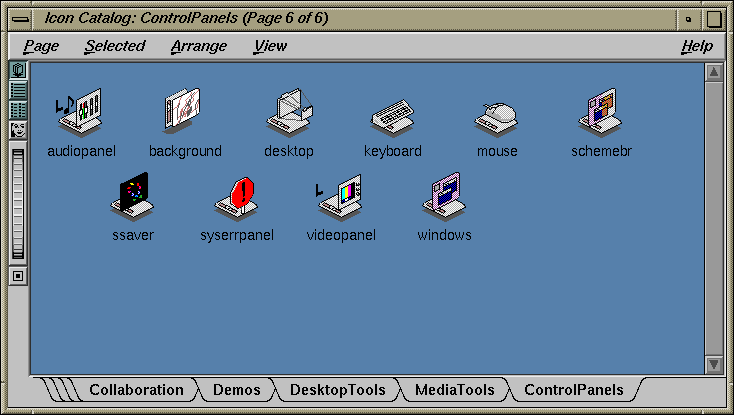 Icon Catalog: ControlPanels (Page 6 of 6)
Page Selected Arrange View Help
audiopanel background desktop keyboard mouse schemebr
ssaver syserrpanel videopanel windows
Collaboration Demos DesktopTools MediaTools ControlPanels